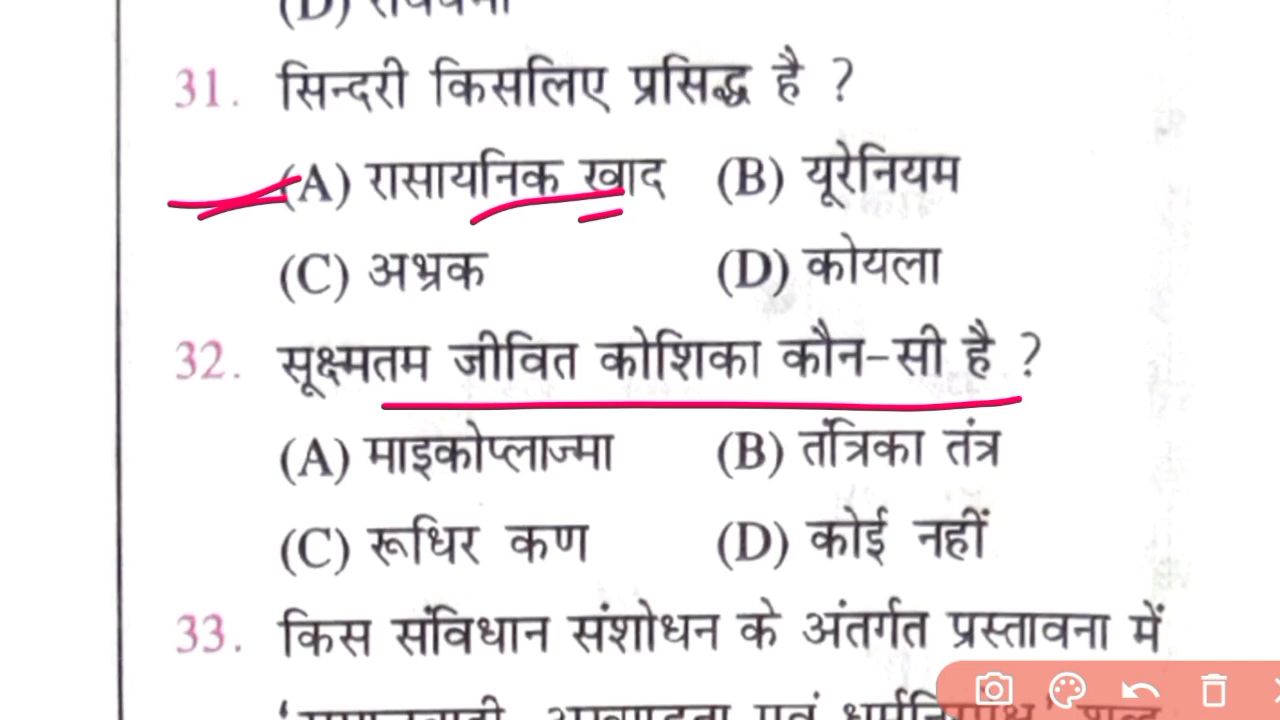 31. सिन्दरी किसलिए प्रसिद्ध है ?
(A) रासायनिक खाद (B) यूरेनियम
(C) अभ्रक (D) कोयला
32. सूक्ष्मतम जीवित कोशिका कौन-सी है ?
(A) माइकोप्लाज्मा (B) तंत्रिका तंत्र
(C) रूधिर कण (D) कोई नहीं
33. किस संविधान संशोधन के अंतर्गत प्रस्तावना में